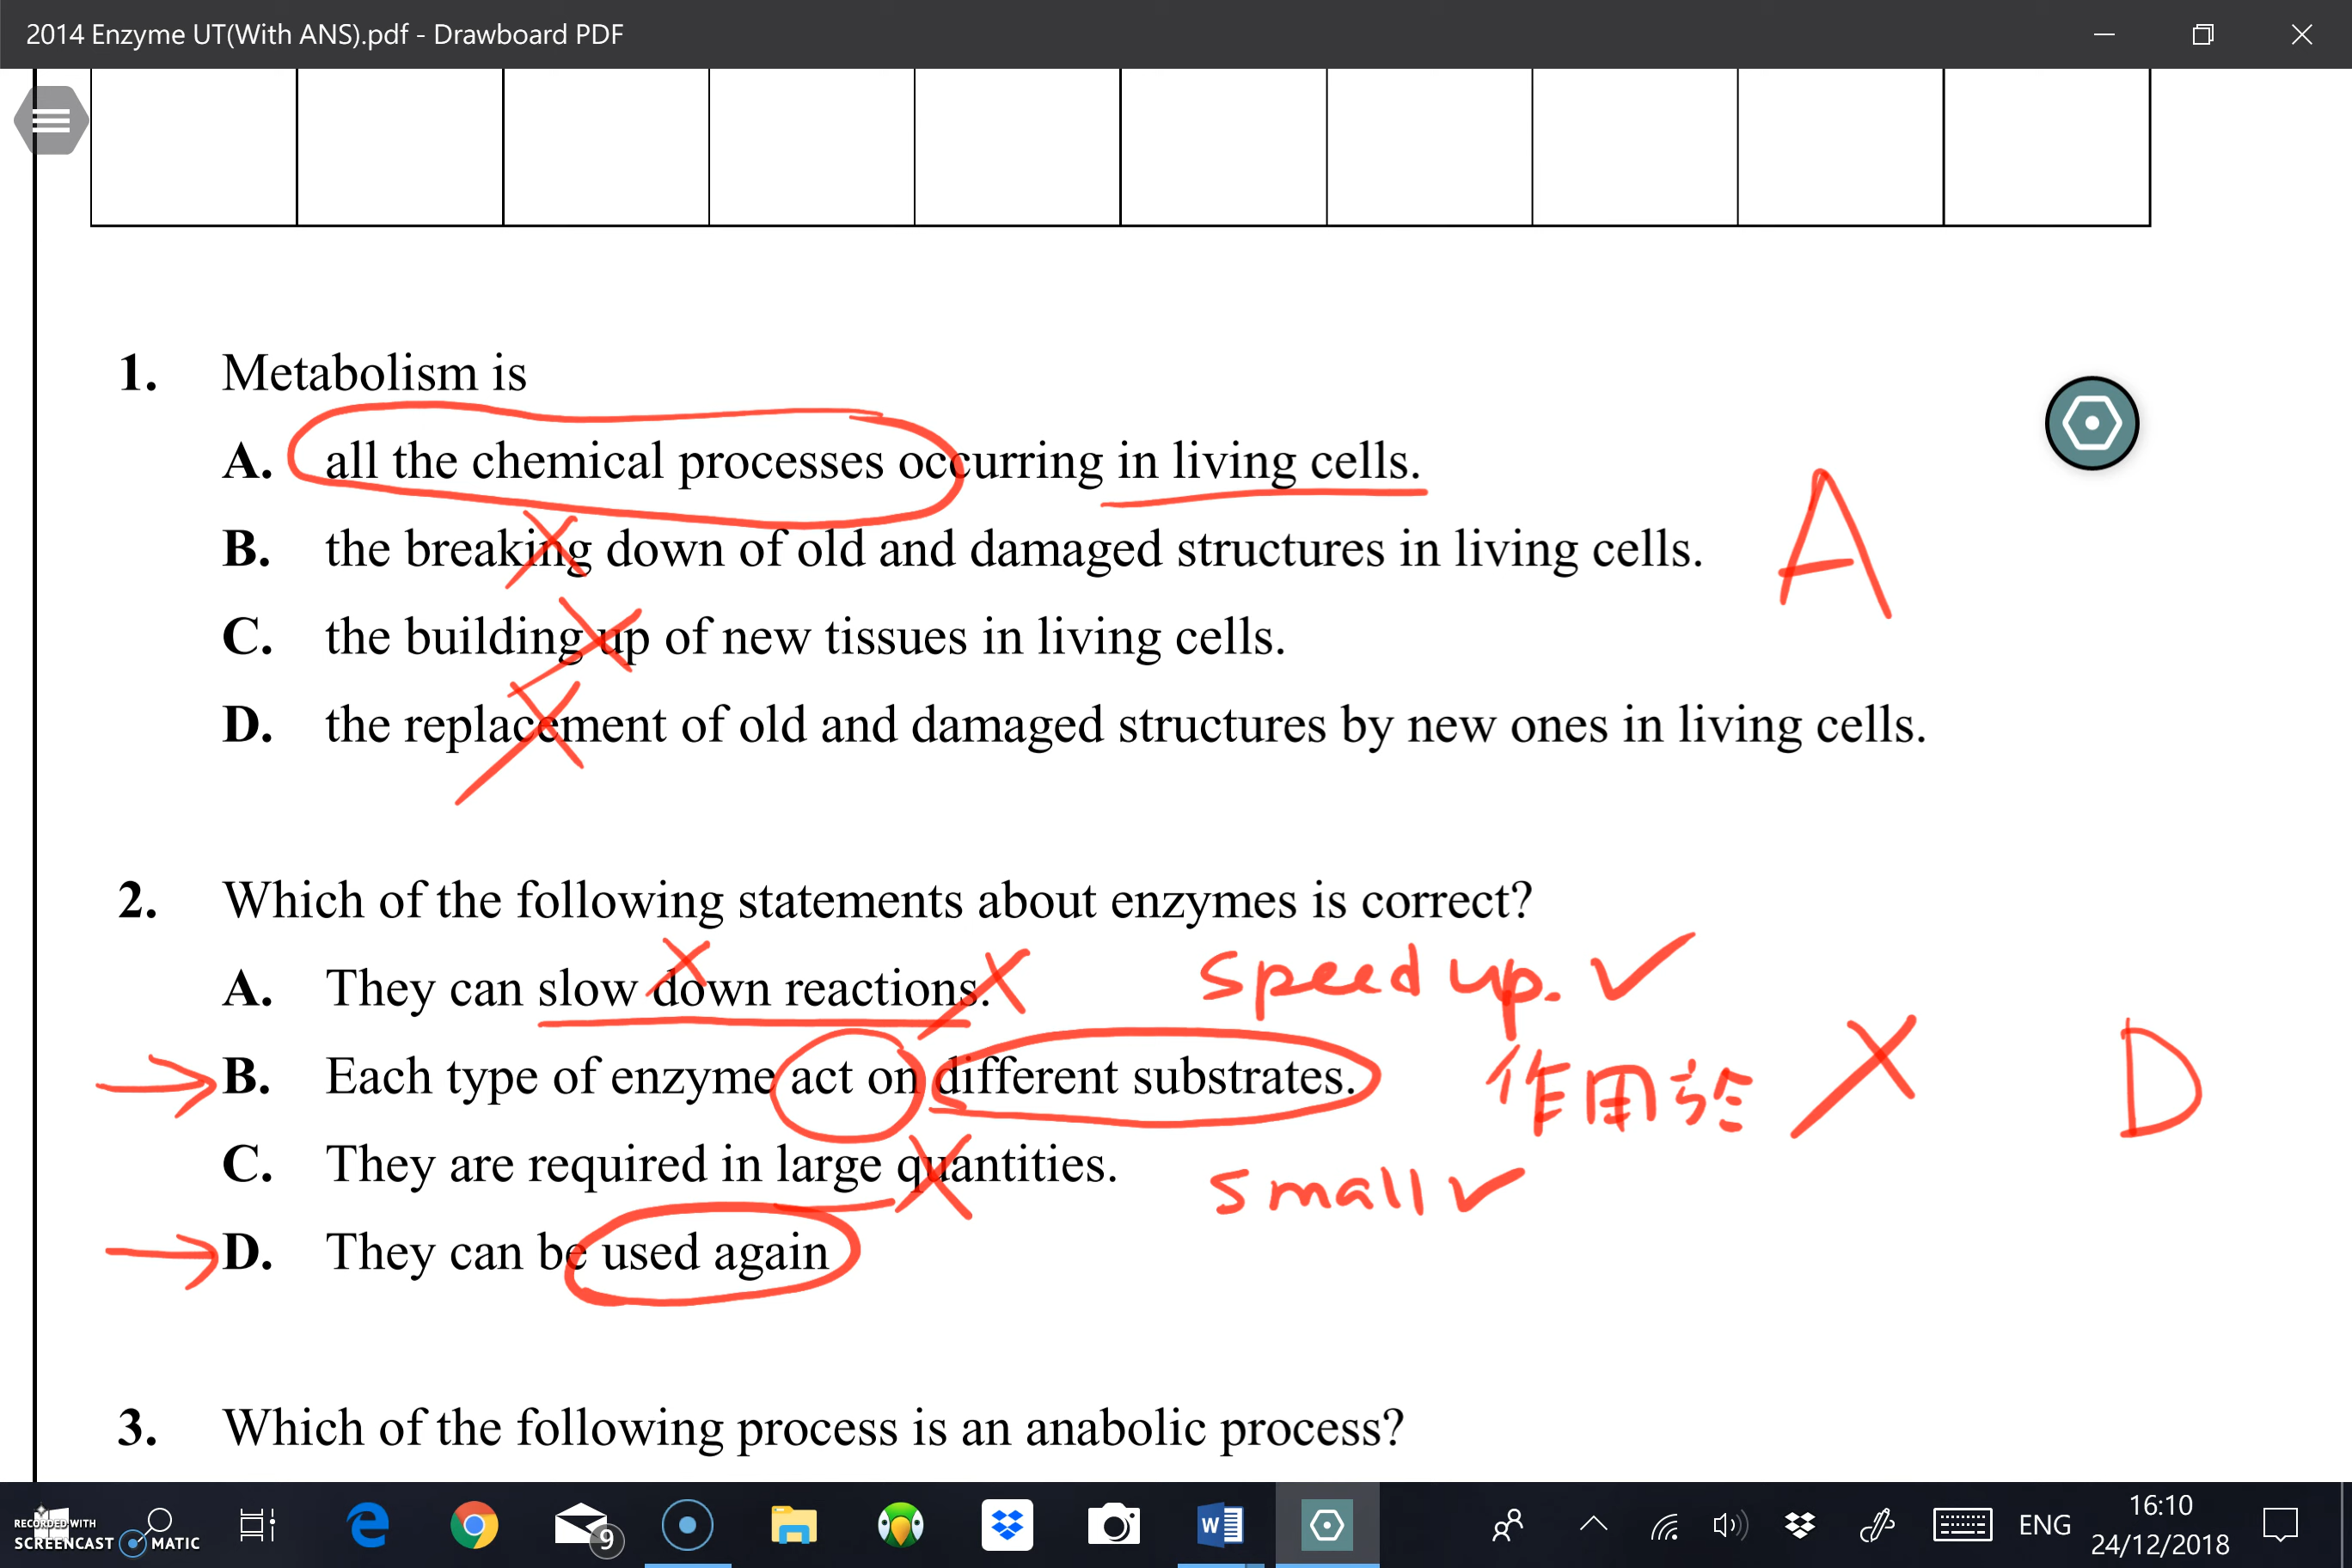 2014 Enzyme UT(With ANS).pdf - Drawboard PDF
1. Metabolism is
A. all the chemical processes occurring in living cells.
B. the breaking down of old and damaged structures in living cells.
A
C. the building up of new tissues in living cells.
D. the replacement of old and damaged structures by new ones in living cells.
2. Which of the following statements about enzymes is correct?
A. They can slow down reactions. speed up.
B. Each type of enzyme act on different substrates. 作用於
D
C. They are required in large quantities. small
D. They can be used again
3. Which of the following process is an anabolic process?
RECORDED WITH
SCREENCAST MATIC
9
W
ENG
16:10
24/12/2018